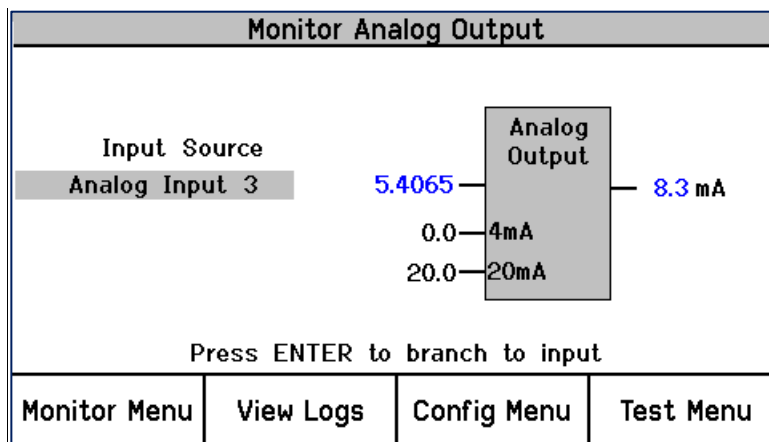 Monitor Analog Output
Analog
Output
Input Source
Analog Input 3
5.4065
8.3 mA
0.0
4mA
20.0
20mA
Press ENTER to branch to input
Monitor Menu
View Logs
Config Menu
Test Menu